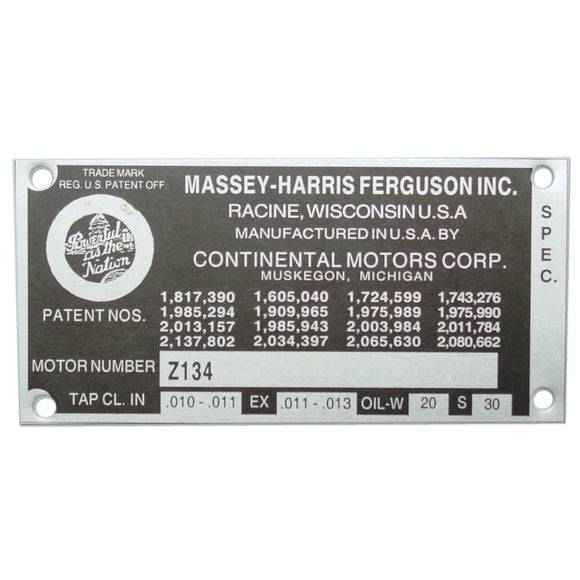 TRADE MARK
REG. U S PATENT OFF.
Powerful
as the
Nation
MASSEY-HARRIS FERGUSON INC.
RACINE, WISCONSIN U.S.A
MANUFACTURED IN U.S.A. BY
CONTINENTAL MOTORS CORP.
MUSKEGON, MICHIGAN
SPEC.
PATENT NOS.
1,817,390 1,605,040 1,724,599 1,743,276
1,985,294 1,909,965 1,975,989 1,975,990
2,013,157 1,985,943 2,003,984 2,011,784
2,137,802 2,034,397 2,065,630 2,080,662
MOTOR NUMBER Z134
TAP CL. IN .010 - .011 EX .011 - .013 OIL-W 20 S 30